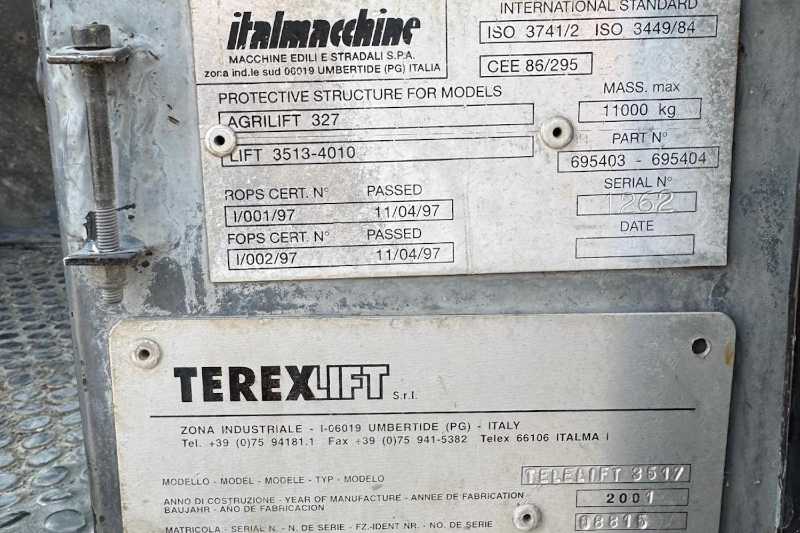 italmacchine
MACCHINE EDILI E STRADALI S.P.A.
zona ind.le sud 06019 UMBERTIDE (PG) ITALIA
INTERNATIONAL STANDARD
ISO 3741/2 ISO 3449/84
CEE 86/295
PROTECTIVE STRUCTURE FOR MODELS
AGRILIFT 327
LIFT 3513-4010
MASS. max
11000 kg
PART N°
695403 - 695404
ROPS CERT. N° PASSED
I/001/97 11/04/97
FOPS CERT. N° PASSED
I/002/97 11/04/97
SERIAL N°
1262
DATE
TEREXLIFT S.r.l.
ZONA INDUSTRIALE - I-06019 UMBERTIDE (PG) - ITALY
Tel. +39 (0)75 94181.1 Fax +39 (0)75 941-5382 Telex 66106 ITALMA I
MODELLO - MODEL - MODELE - TYP - MODELO TELELIFT 3517
ANNO DI COSTRUZIONE - YEAR OF MANUFACTURE - ANNEE DE FABRICATION
BAUJAHR - AÑO DE FABRICACION 2001
MATRICOLA - SERIAL N. - N. DE SERIE - FZ-IDENT NR. - NO. DE SERIE 08815